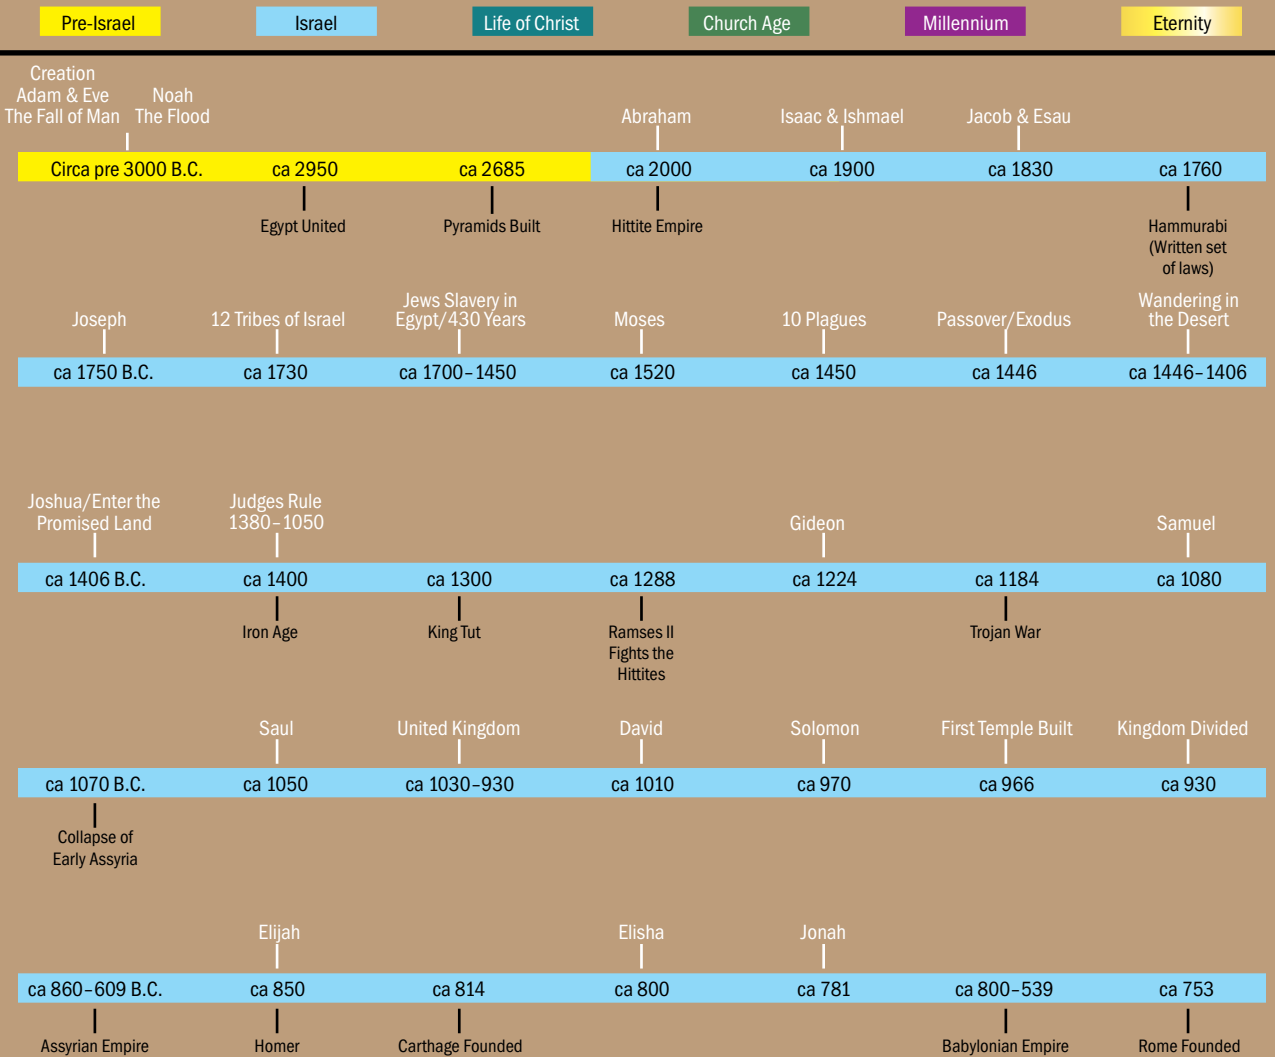 Pre-Israel Israel Life of Christ Church Age Millennium Eternity
Creation
Adam & Eve Noah
The Fall of Man The Flood Abraham Isaac & Ishmael Jacob & Esau
Circa pre 3000 B.C. ca 2950 ca 2685 ca 2000 ca 1900 ca 1830 ca 1760
Egypt United Pyramids Built Hittite Empire Hammurabi
(Written set
of laws)
Jews Slavery in Wandering in
Joseph 12 Tribes of Israel Egypt/430 Years Moses 10 Plagues Passover/Exodus the Desert
ca 1750 B.C. ca 1730 ca 1700–1450 ca 1520 ca 1450 ca 1446 ca 1446–1406
Joshua/Enter the Judges Rule
Promised Land 1380–1050 Gideon Samuel
ca 1406 B.C. ca 1400 ca 1300 ca 1288 ca 1224 ca 1184 ca 1080
Iron Age King Tut Ramses II Trojan War
Fights the
Hittites
Saul United Kingdom David Solomon First Temple Built Kingdom Divided
ca 1070 B.C. ca 1050 ca 1030–930 ca 1010 ca 970 ca 966 ca 930
Collapse of
Early Assyria
Elijah Elisha Jonah
ca 860–609 B.C. ca 850 ca 814 ca 800 ca 781 ca 800–539 ca 753
Assyrian Empire Homer Carthage Founded Babylonian Empire Rome Founded